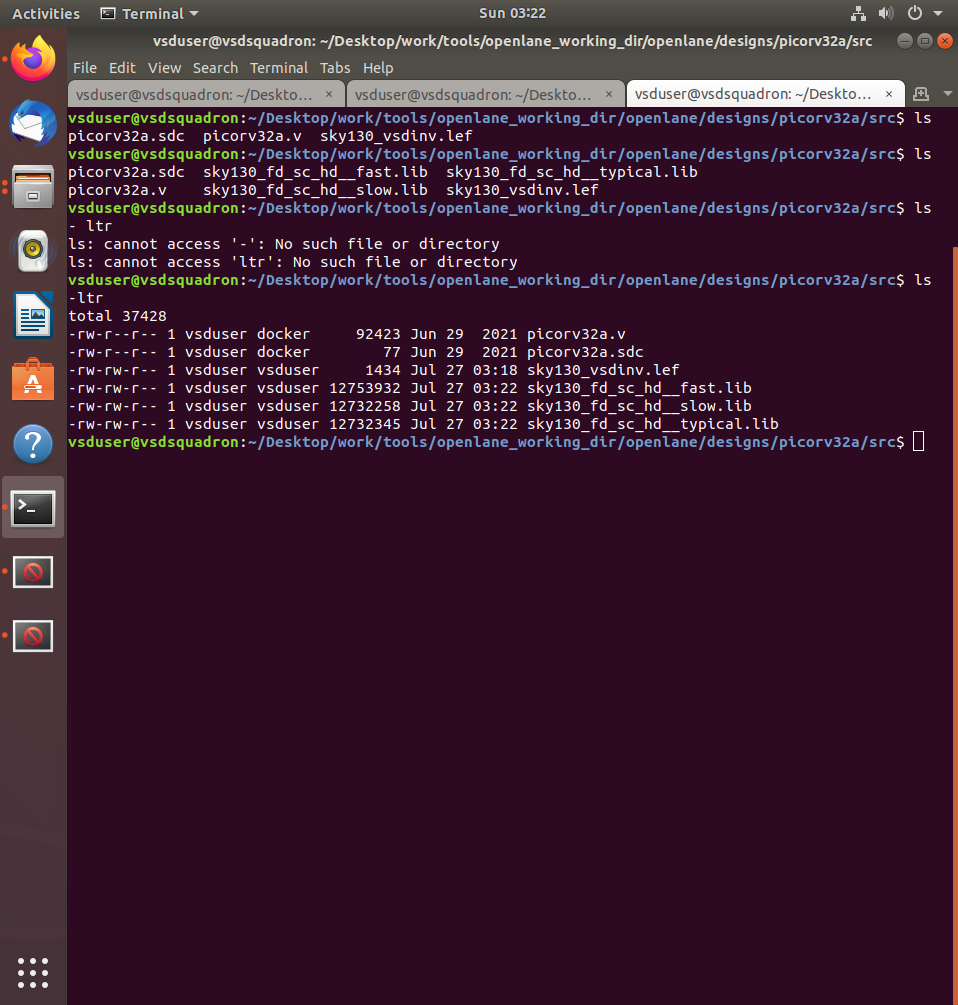 Activities Terminal Sun 03:22
vsduser@vsdsquadron: ~/Desktop/work/tools/openlane_working_dir/openlane/designs/picorv32a/src
File Edit View Search Terminal Tabs Help
vsduser@vsdsquadron: ~/Deskto... × vsduser@vsdsquadron: ~/Deskto... × vsduser@vsdsquadron: ~/Deskto... ×
vsduser@vsdsquadron:~/Desktop/work/tools/openlane_working_dir/openlane/designs/picorv32a/src$ ls
picorv32a.sdc  picorv32a.v  sky130_vsdinv.lef
vsduser@vsdsquadron:~/Desktop/work/tools/openlane_working_dir/openlane/designs/picorv32a/src$ ls
picorv32a.sdc  sky130_fd_sc_hd__fast.lib  sky130_fd_sc_hd__typical.lib
picorv32a.v    sky130_fd_sc_hd__slow.lib  sky130_vsdinv.lef
vsduser@vsdsquadron:~/Desktop/work/tools/openlane_working_dir/openlane/designs/picorv32a/src$ ls
- ltr
ls: cannot access '-': No such file or directory
ls: cannot access 'ltr': No such file or directory
vsduser@vsdsquadron:~/Desktop/work/tools/openlane_working_dir/openlane/designs/picorv32a/src$ ls
-ltr
total 37428
-rw-r--r-- 1 vsduser docker     92423 Jun 29  2021 picorv32a.v
-rw-r--r-- 1 vsduser docker        77 Jun 29  2021 picorv32a.sdc
-rw-rw-r-- 1 vsduser vsduser     1434 Jul 27 03:18 sky130_vsdinv.lef
-rw-rw-r-- 1 vsduser vsduser 12753932 Jul 27 03:22 sky130_fd_sc_hd__fast.lib
-rw-rw-r-- 1 vsduser vsduser 12732258 Jul 27 03:22 sky130_fd_sc_hd__slow.lib
-rw-rw-r-- 1 vsduser vsduser 12732345 Jul 27 03:22 sky130_fd_sc_hd__typical.lib
vsduser@vsdsquadron:~/Desktop/work/tools/openlane_working_dir/openlane/designs/picorv32a/src$